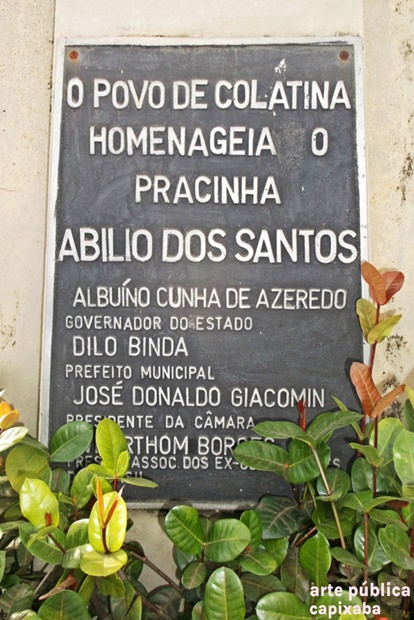 O POVO DE COLATINA
HOMENAGEIA O
PRACINHA
ABILIO DOS SANTOS
ALBUÍNO CUNHA DE AZEREDO
GOVERNADOR DO ESTADO
DILO BINDA
PREFEITO MUNICIPAL
JOSÉ DONALDO GIACOMIN
PRESIDENTE DA CÂMARA
ASSOC. DOS EX-
arte pública
capixaba